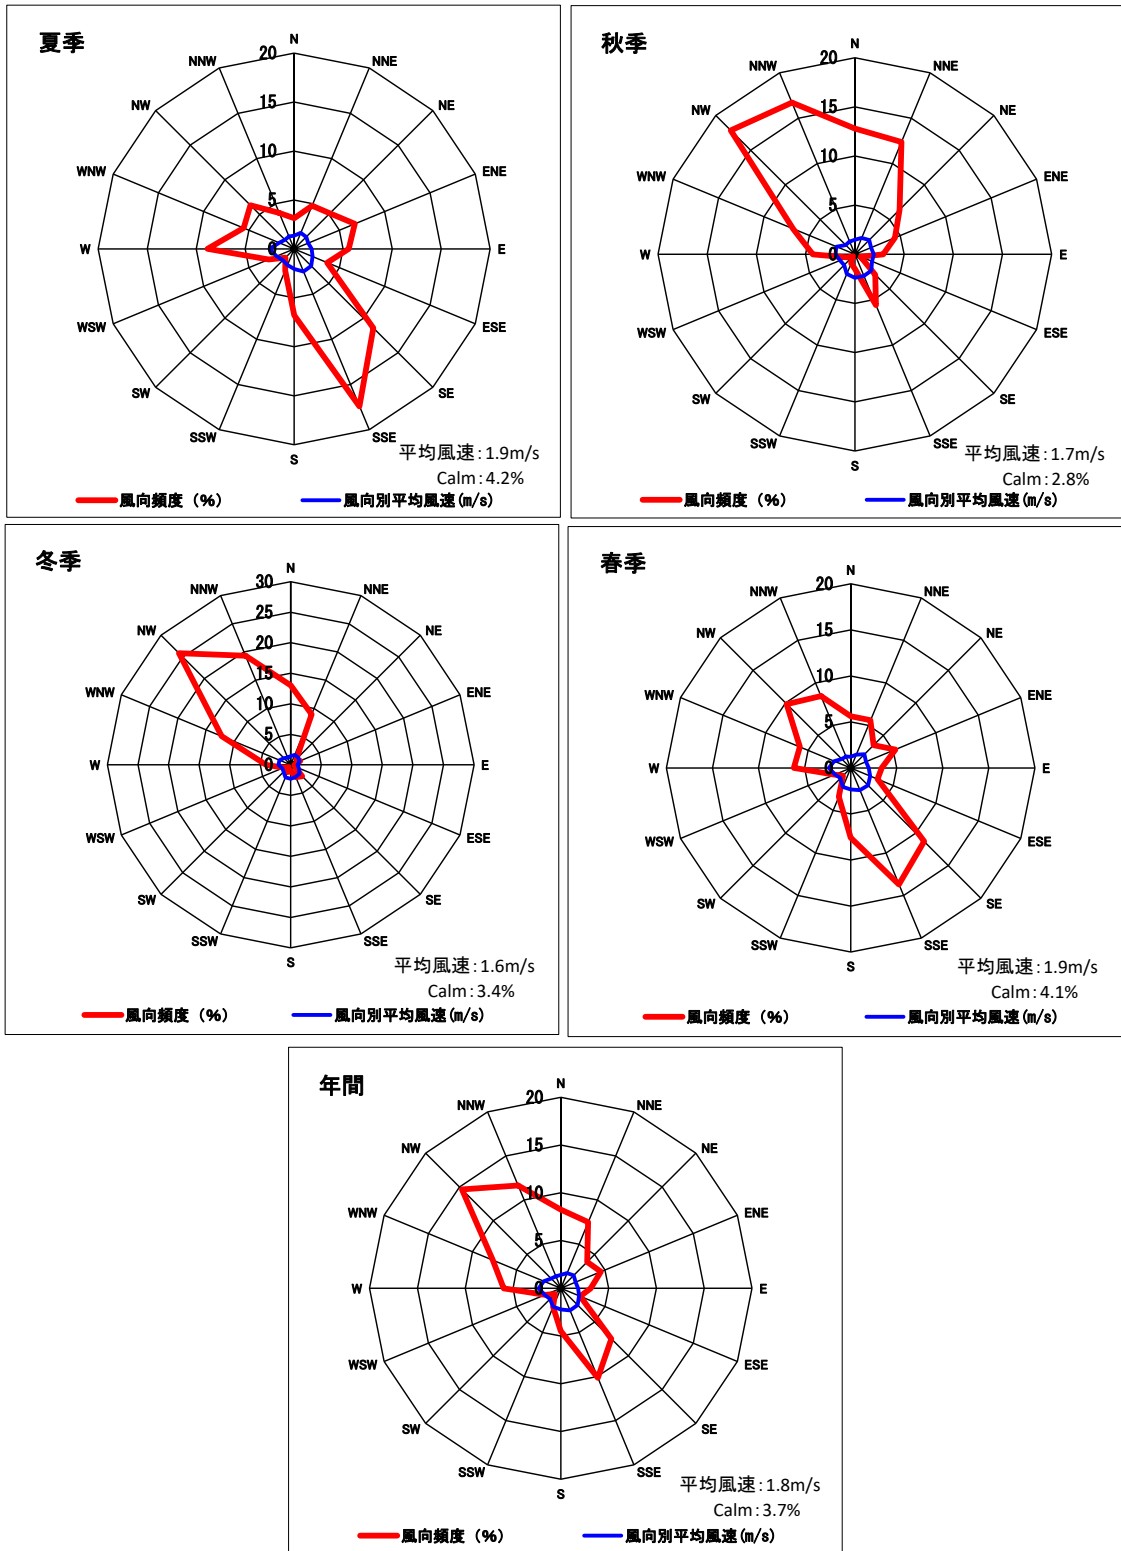 夏季
N
NNE
NE
ENE
E
ESE
SE
SSE
S
SSW
SW
WSW
W
WNW
NW
NNW
20
15
10
5
0
平均風速:1.9m/s
Calm:4.2%
風向頻度(%)
風向別平均風速(m/s)
秋季
N
NNE
NE
ENE
E
ESE
SE
SSE
S
SSW
SW
WSW
W
WNW
NW
NNW
20
15
10
5
0
平均風速:1.7m/s
Calm:2.8%
風向頻度(%)
風向別平均風速(m/s)
冬季
N
NNE
NE
ENE
E
ESE
SE
SSE
S
SSW
SW
WSW
W
WNW
NW
NNW
30
25
20
15
10
5
0
平均風速:1.6m/s
Calm:3.4%
風向頻度(%)
風向別平均風速(m/s)
春季
N
NNE
NE
ENE
E
ESE
SE
SSE
S
SSW
SW
WSW
W
WNW
NW
NNW
20
15
10
5
0
平均風速:1.9m/s
Calm:4.1%
風向頻度(%)
風向別平均風速(m/s)
年間
N
NNE
NE
ENE
E
ESE
SE
SSE
S
SSW
SW
WSW
W
WNW
NW
NNW
20
15
10
5
0
平均風速:1.8m/s
Calm:3.7%
風向頻度(%)
風向別平均風速(m/s)